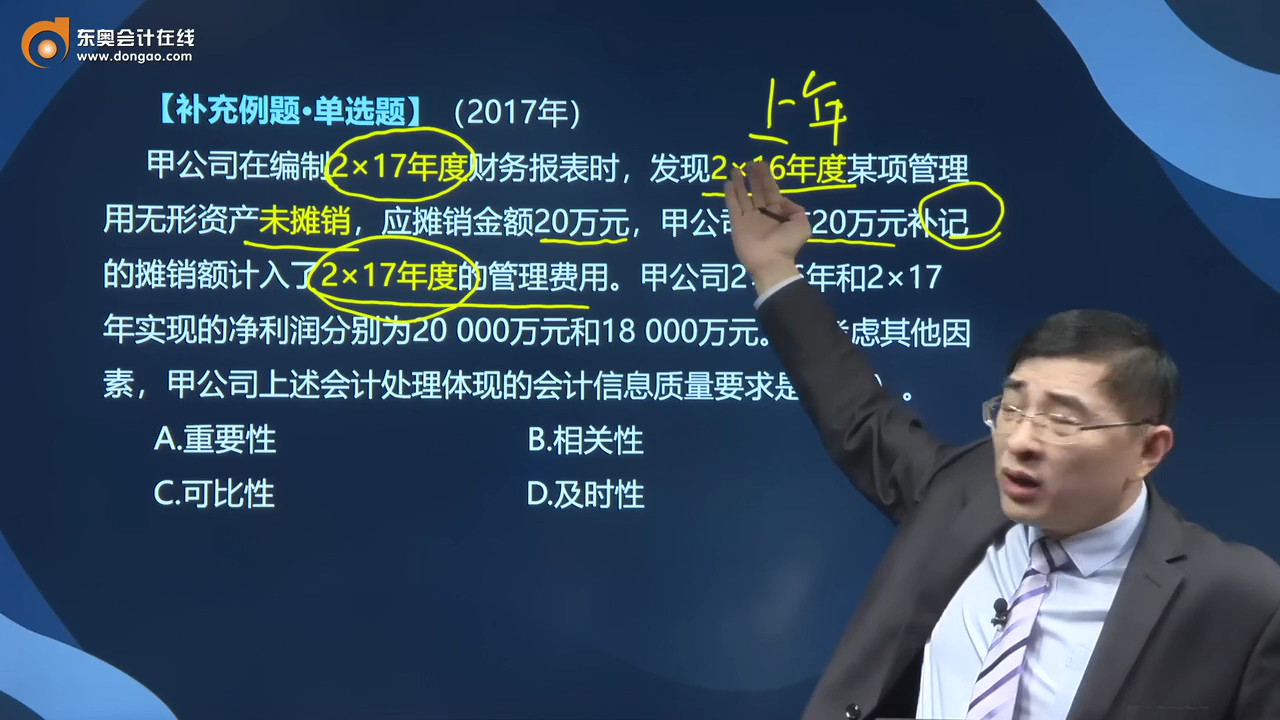 东奥会计在线
www.dongao.com
上年
【补充例题•单选题】（2017年）
甲公司在编制2×17年度财务报表时，发现2×16年度某项管理
用无形资产未摊销，应摊销金额20万元，甲公司20万元补记
的摊销额计入了2×17年度的管理费用。甲公司2×年和2×17
年实现的净利润分别为20 000万元和18 000万元。虑其他因
素，甲公司上述会计处理体现的会计信息质量要求是）。
A.重要性
B.相关性
C.可比性
D.及时性